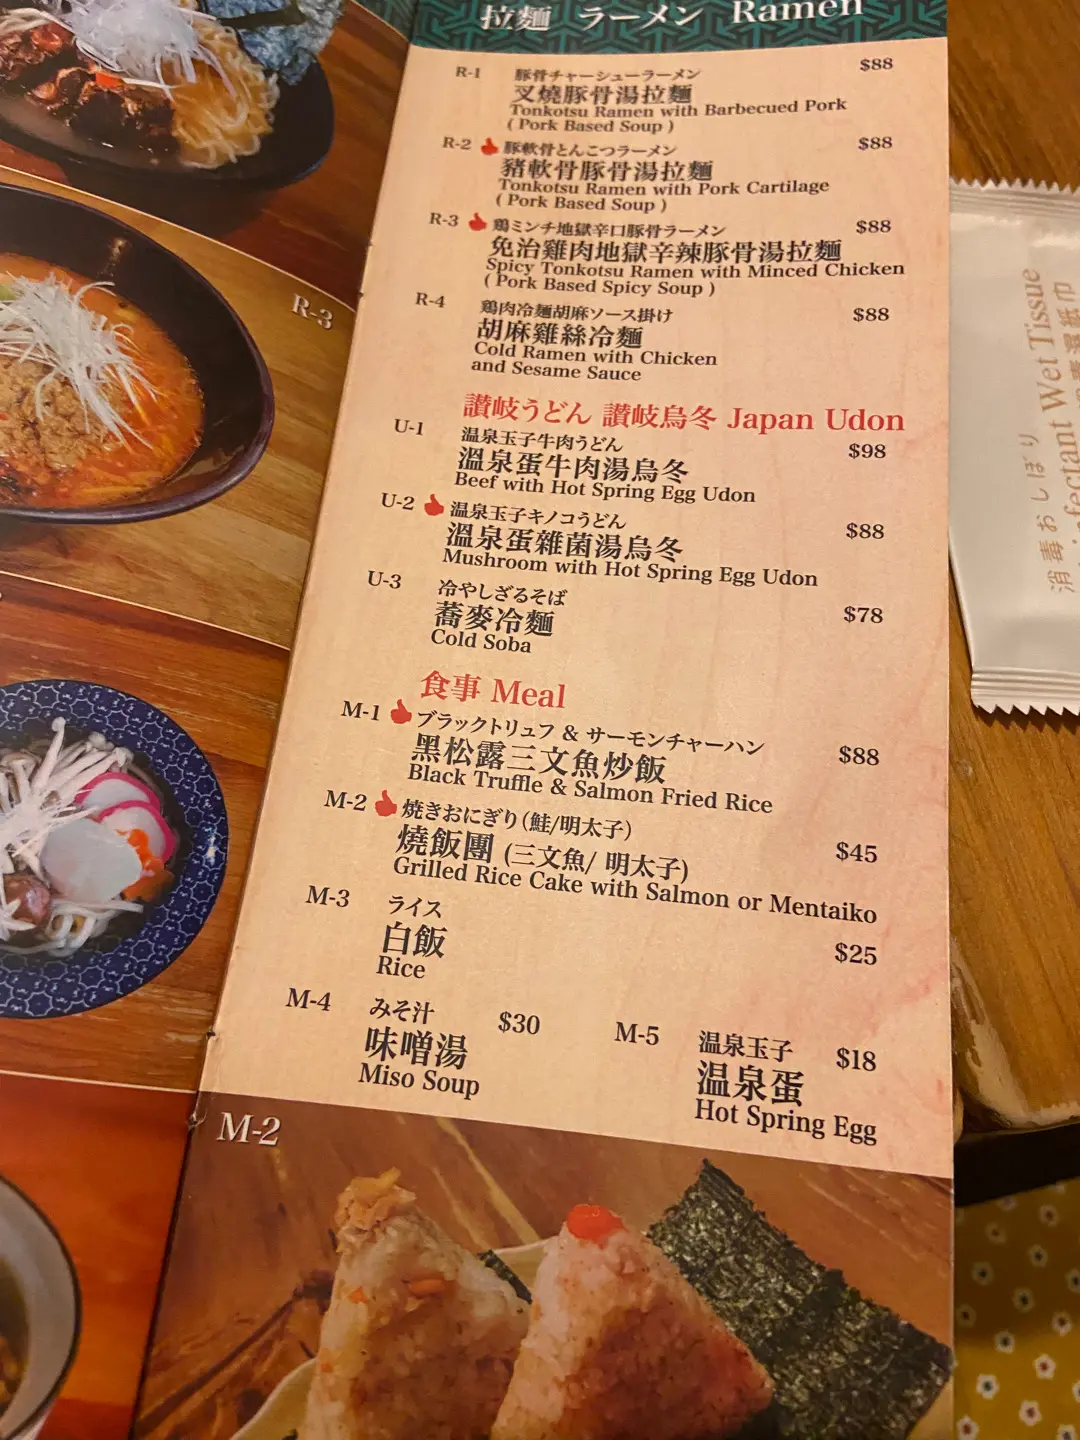 拉麵 ラーメン Ramen
R-1 豚骨チャーシューラーメン $88
叉燒豚骨湯拉麵
Tonkotsu Ramen with Barbecued Pork
( Pork Based Soup )
R-2 豚軟骨とんこつラーメン $88
豬軟骨豚骨湯拉麵
Tonkotsu Ramen with Pork Cartilage
( Pork Based Soup )
R-3 鶏ミンチ地獄辛口豚骨ラーメン $88
免治雞肉地獄辛辣豚骨湯拉麵
Spicy Tonkotsu Ramen with Minced Chicken
( Pork Based Spicy Soup )
R-4 鶏肉冷麺胡麻ソース掛け $88
胡麻雞絲冷麵
Cold Ramen with Chicken
and Sesame Sauce
讃岐うどん 讃岐烏冬 Japan Udon
U-1 温泉玉子牛肉うどん $98
溫泉蛋牛肉湯烏冬
Beef with Hot Spring Egg Udon
U-2 温泉玉子キノコうどん $88
溫泉蛋雜菌湯烏冬
Mushroom with Hot Spring Egg Udon
U-3 冷やしざるそば $78
蕎麥冷麵
Cold Soba
食事 Meal
M-1 ブラックトリュフ & サーモンチャーハン $88
黑松露三文魚炒飯
Black Truffle & Salmon Fried Rice
M-2 焼きおにぎり(鮭/明太子) $45
燒飯團 (三文魚/ 明太子)
Grilled Rice Cake with Salmon or Mentaiko
M-3 ライス $25
白飯
Rice
M-4 みそ汁 $30
味噌湯
Miso Soup
M-5 温泉玉子 $18
温泉蛋
Hot Spring Egg
M-2
R-3
消毒おしぼり
fectant Wet Tissue
濕紙巾